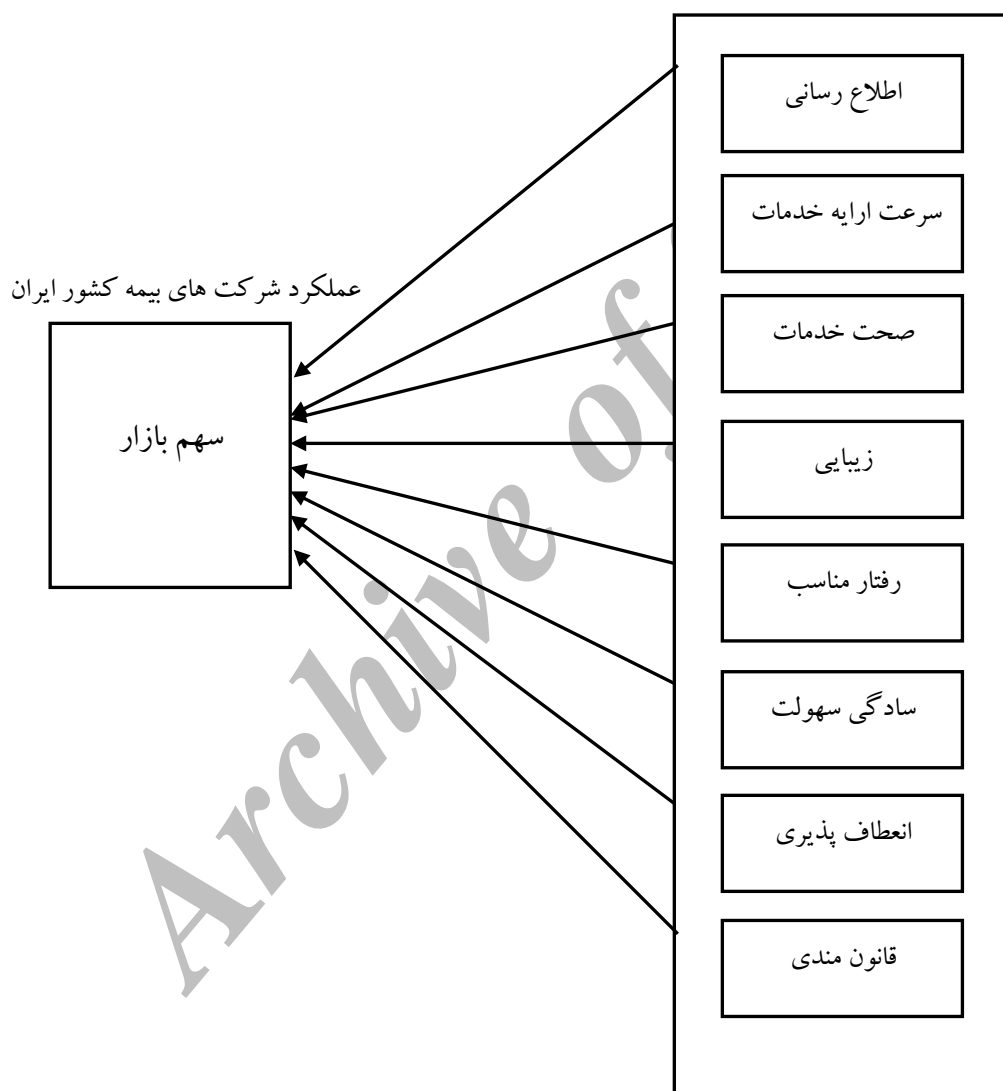 اطلاع رسانی
سرعت ارایه خدمات
صحت خدمات
زیبایی
رفتار مناسب
سادگی سهولت
انعطاف پذیری
قانون مندی
عملکرد شرکت های بیمه کشور ایران
سهم بازار
Archive of